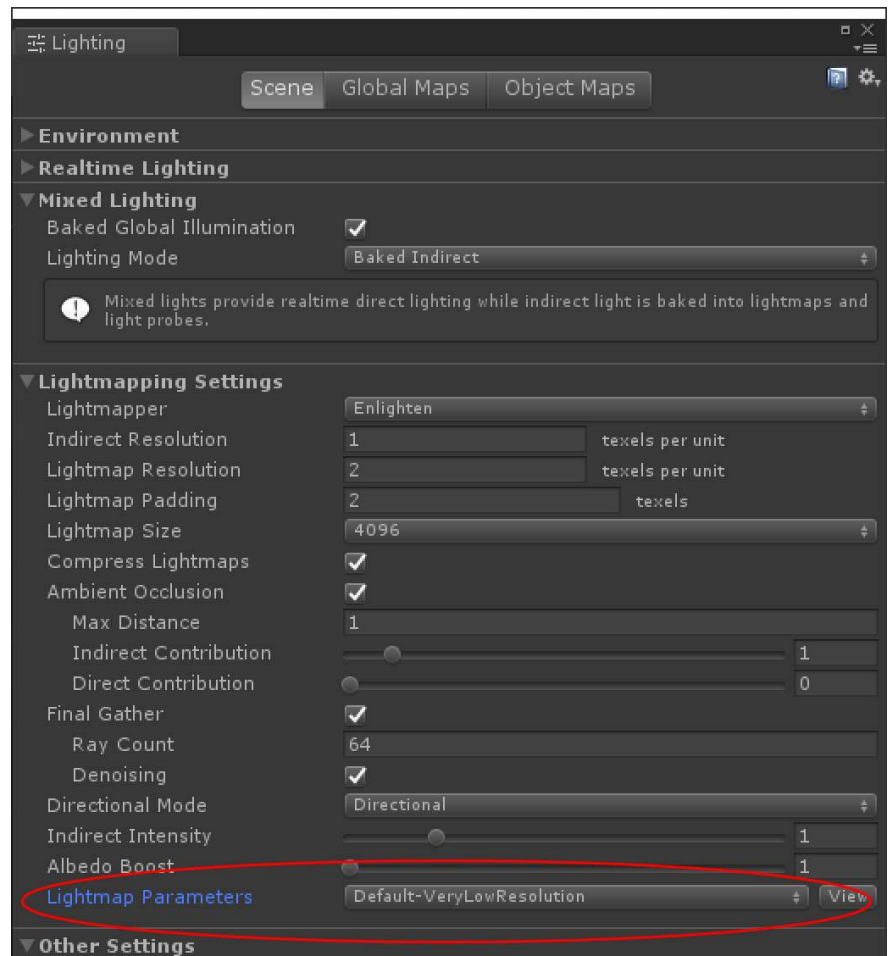 Lighting
Scene Global Maps Object Maps
Environment
Realtime Lighting
Mixed Lighting
Baked Global Illumination
Lighting Mode Baked Indirect
Mixed lights provide realtime direct lighting while indirect light is baked into lightmaps and
light probes.
Lightmapping Settings
Lightmapper Enlighten
Indirect Resolution 1 texels per unit
Lightmap Resolution 2 texels per unit
Lightmap Padding 2 texels
Lightmap Size 4096
Compress Lightmaps
Ambient Occlusion
Max Distance 1
Indirect Contribution 1
Direct Contribution 0
Final Gather
Ray Count 64
Denoising
Directional Mode Directional
Indirect Intensity 1
Albedo Boost 1
Lightmap Parameters Default-VeryLowResolution View
Other Settings